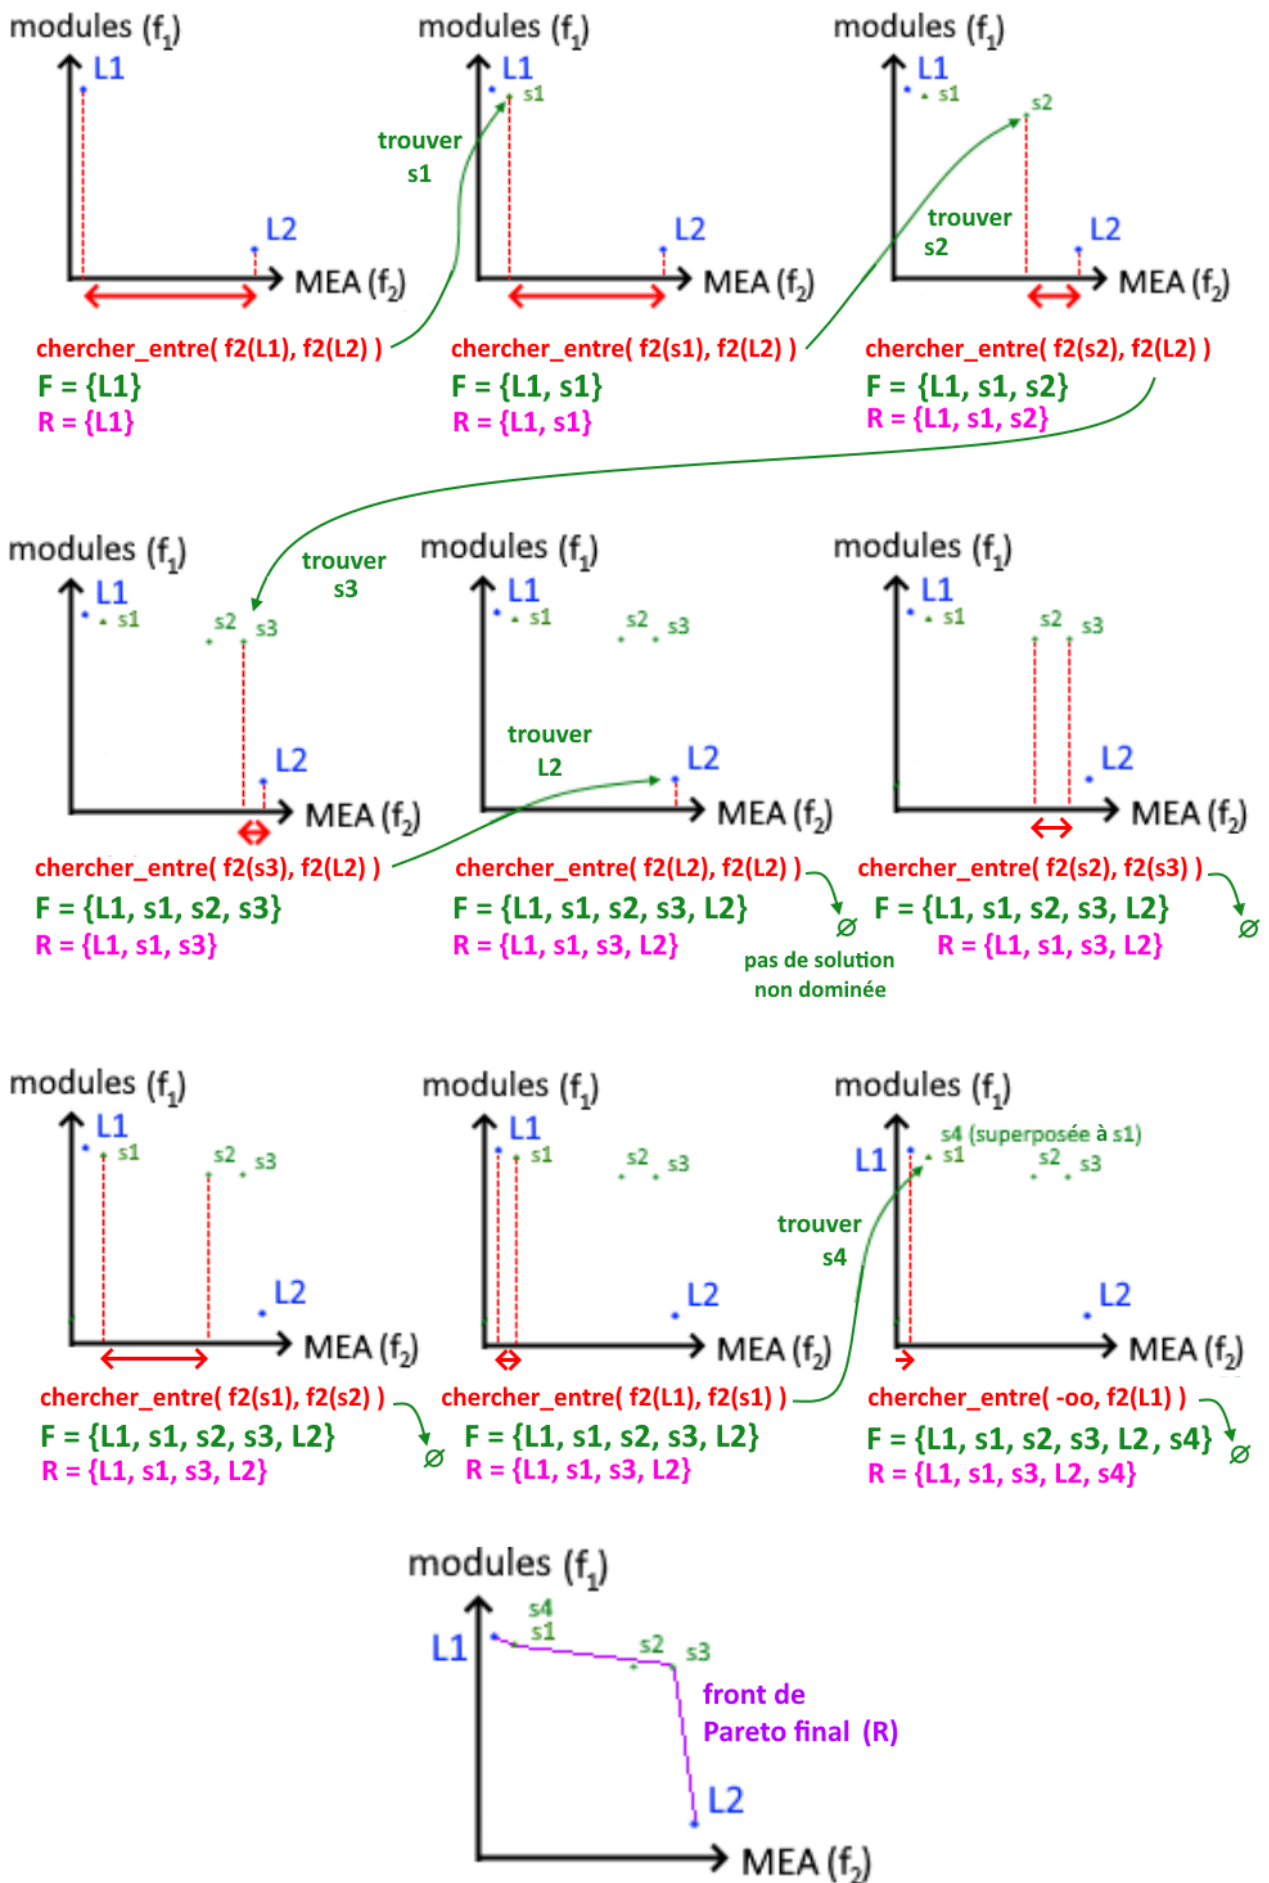 modules (f1)
L1
L2
MEA (f2)
chercher_entre( f2(L1), f2(L2) )
F = {L1}
R = {L1}
trouver
s1
modules (f1)
L1
s1
L2
MEA (f2)
chercher_entre( f2(s1), f2(L2) )
F = {L1, s1}
R = {L1, s1}
modules (f1)
L1
s1
s2
trouver
s2
L2
MEA (f2)
chercher_entre( f2(s2), f2(L2) )
F = {L1, s1, s2}
R = {L1, s1, s2}
modules (f1)
trouver
s3
L1
s1
s2
s3
L2
MEA (f2)
chercher_entre( f2(s3), f2(L2) )
F = {L1, s1, s2, s3}
R = {L1, s1, s3}
modules (f1)
L1
s1
s2
s3
trouver
L2
L2
MEA (f2)
chercher_entre( f2(L2), f2(L2) )
F = {L1, s1, s2, s3, L2}
R = {L1, s1, s3, L2}
∅
pas de solution
non dominée
modules (f1)
L1
s1
s2
s3
L2
MEA (f2)
chercher_entre( f2(s2), f2(s3) )
F = {L1, s1, s2, s3, L2}
R = {L1, s1, s3, L2}
∅
modules (f1)
L1
s1
s2
s3
L2
MEA (f2)
chercher_entre( f2(s1), f2(s2) )
F = {L1, s1, s2, s3, L2}
R = {L1, s1, s3, L2}
∅
modules (f1)
L1
s1
s2
s3
L2
MEA (f2)
chercher_entre( f2(L1), f2(s1) )
F = {L1, s1, s2, s3, L2}
R = {L1, s1, s3, L2}
trouver
s4
modules (f1)
s4 (superposée à s1)
L1
s1
s2
s3
L2
MEA (f2)
chercher_entre( -oo, f2(L1) )
F = {L1, s1, s2, s3, L2, s4}
R = {L1, s1, s3, L2, s4}
∅
modules (f1)
s4
L1
s1
s2
s3
front de
Pareto final (R)
L2
MEA (f2)